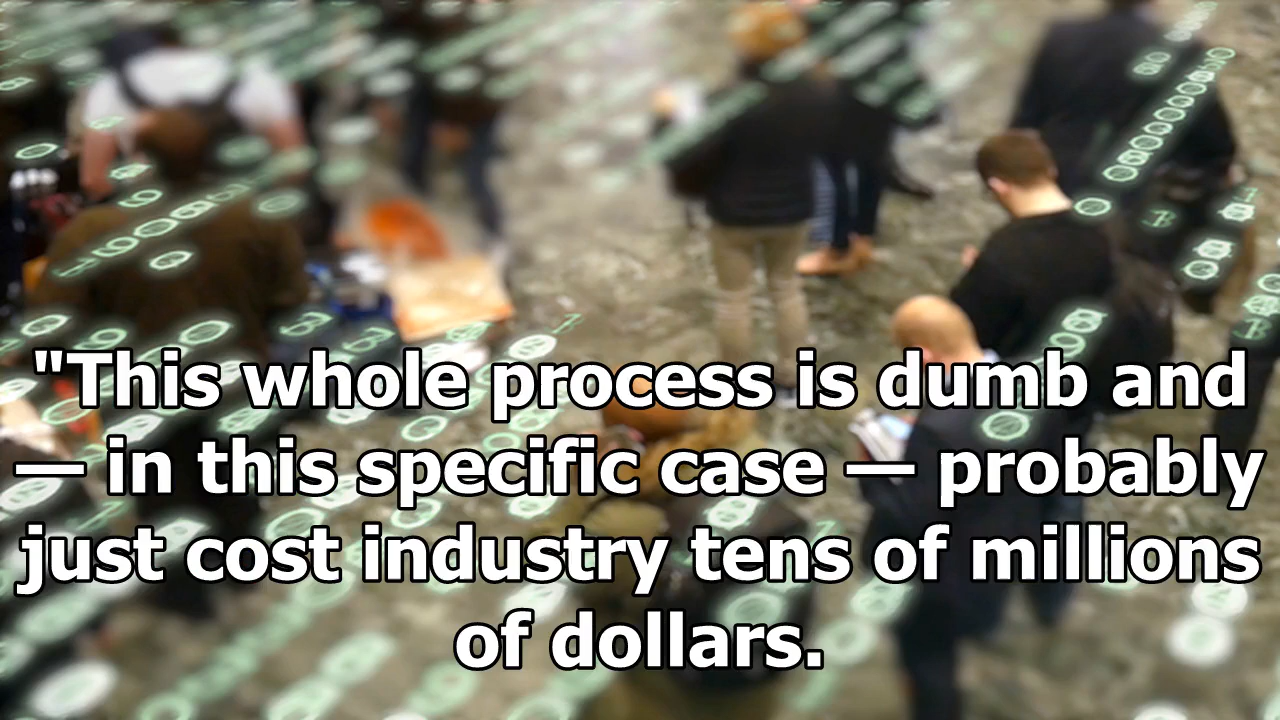 "This whole process is dumb and
— in this specific case — probably
just cost industry tens of millions
of dollars.